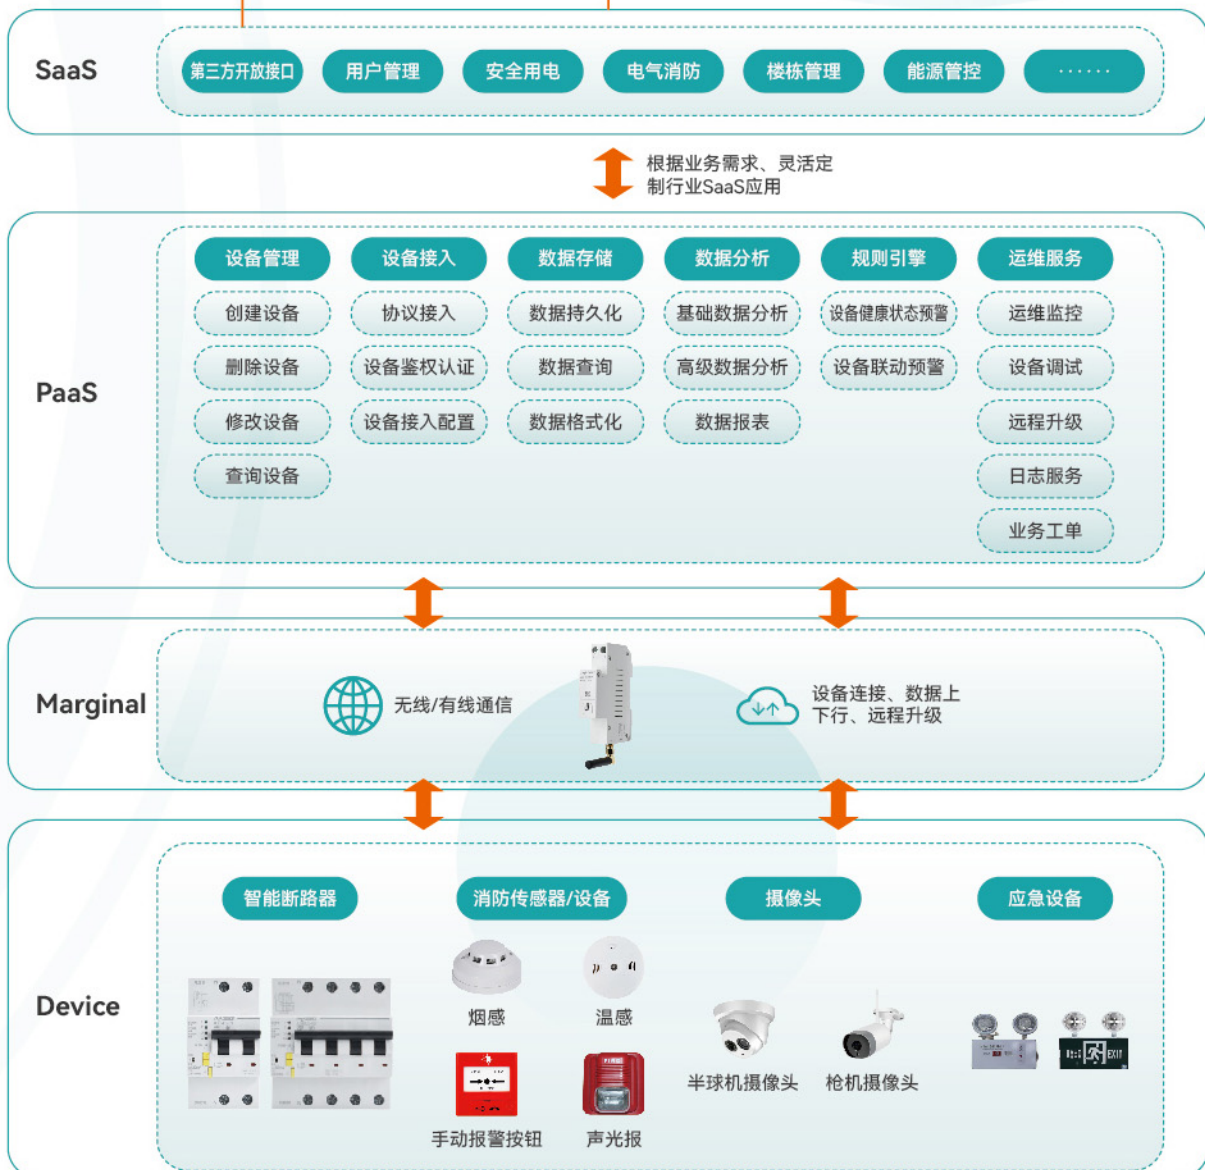 SaaS
第三方开放接口
用户管理
安全用电
电气消防
楼栋管理
能源管控
······
根据业务需求、灵活定
制行业SaaS应用
PaaS
设备管理
创建设备
删除设备
修改设备
查询设备
设备接入
协议接入
设备鉴权认证
设备接入配置
数据存储
数据持久化
数据查询
数据格式化
数据分析
基础数据分析
高级数据分析
数据报表
规则引擎
设备健康状态预警
设备联动预警
运维服务
运维监控
设备调试
远程升级
日志服务
业务工单
Marginal
无线/有线通信
设备连接、数据上
下行、远程升级
Device
智能断路器
消防传感器/设备
烟感
温感
手动报警按钮
FIRE
声光报
摄像头
半球机摄像头
枪机摄像头
应急设备
EXIT